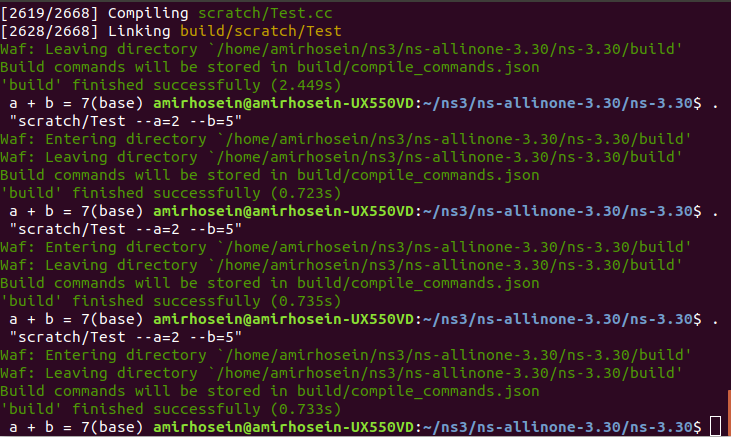 [2619/2668] Compiling scratch/Test.cc
[2628/2668] Linking build/scratch/Test
Waf: Leaving directory `/home/amirhosein/ns3/ns-allinone-3.30/ns-3.30/build'
Build commands will be stored in build/compile_commands.json
'build' finished successfully (2.449s)
 a + b = 7(base) amirhosein@amirhosein-UX550VD:~/ns3/ns-allinone-3.30/ns-3.30$ .
 "scratch/Test --a=2 --b=5"
Waf: Entering directory `/home/amirhosein/ns3/ns-allinone-3.30/ns-3.30/build'
Waf: Leaving directory `/home/amirhosein/ns3/ns-allinone-3.30/ns-3.30/build'
Build commands will be stored in build/compile_commands.json
'build' finished successfully (0.723s)
 a + b = 7(base) amirhosein@amirhosein-UX550VD:~/ns3/ns-allinone-3.30/ns-3.30$ .
 "scratch/Test --a=2 --b=5"
Waf: Entering directory `/home/amirhosein/ns3/ns-allinone-3.30/ns-3.30/build'
Waf: Leaving directory `/home/amirhosein/ns3/ns-allinone-3.30/ns-3.30/build'
Build commands will be stored in build/compile_commands.json
'build' finished successfully (0.735s)
 a + b = 7(base) amirhosein@amirhosein-UX550VD:~/ns3/ns-allinone-3.30/ns-3.30$ .
 "scratch/Test --a=2 --b=5"
Waf: Entering directory `/home/amirhosein/ns3/ns-allinone-3.30/ns-3.30/build'
Waf: Leaving directory `/home/amirhosein/ns3/ns-allinone-3.30/ns-3.30/build'
Build commands will be stored in build/compile_commands.json
'build' finished successfully (0.733s)
 a + b = 7(base) amirhosein@amirhosein-UX550VD:~/ns3/ns-allinone-3.30/ns-3.30$